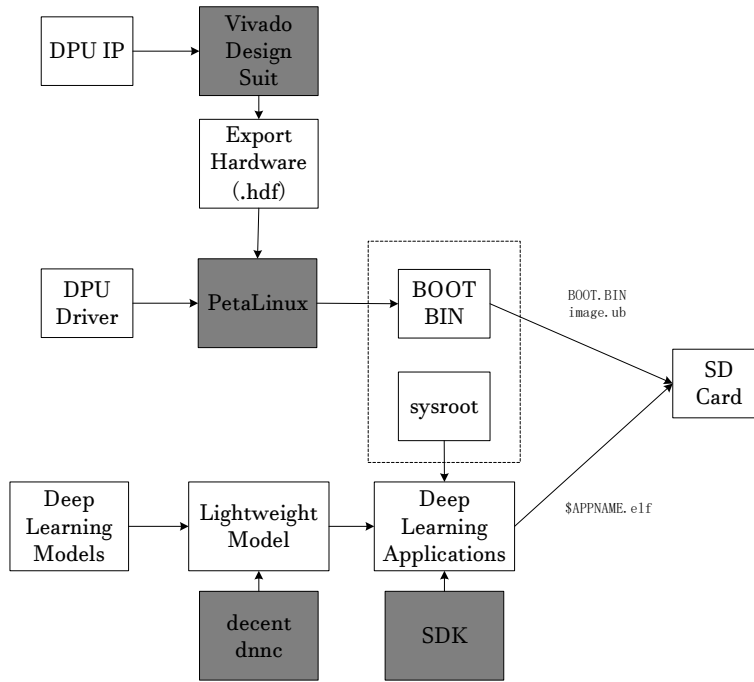 DPU IP
Vivado
Design
Suit
Export
Hardware
(.hdf)
DPU
Driver
PetaLinux
BOOT
BIN
BOOT.BIN
image.ub
SD
Card
sysroot
Deep
Learning
Models
Lightweight
Model
Deep
Learning
Applications
$APPNAME.elf
decent
dnnc
SDK